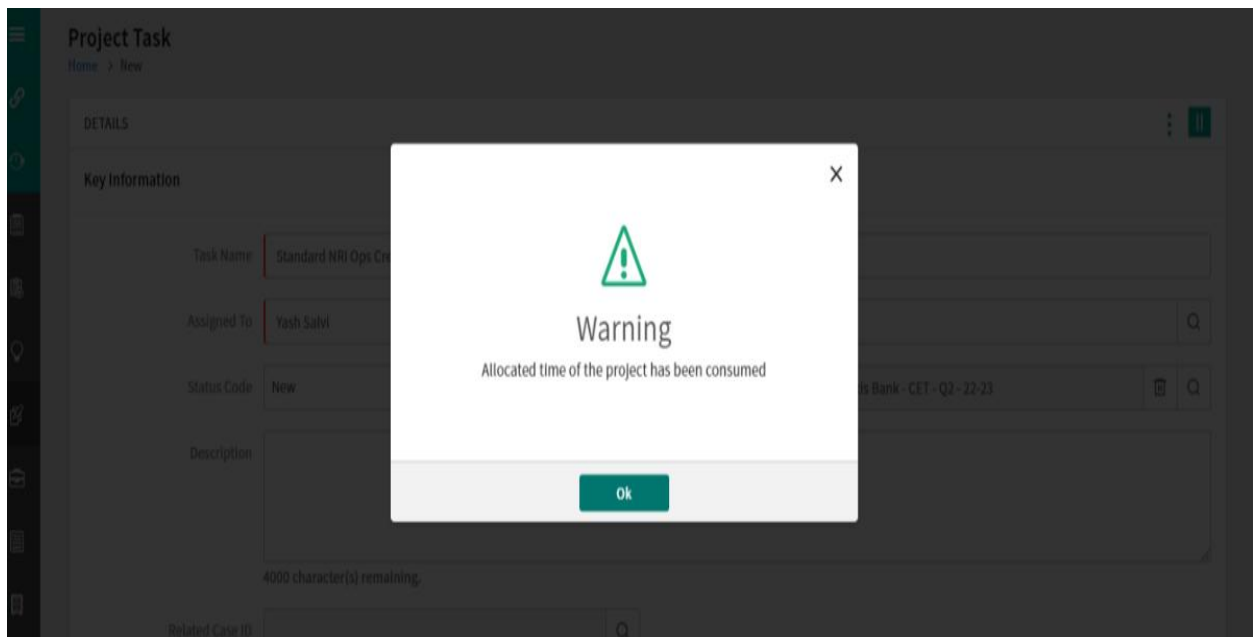 Project Task
Home > New
DETAILS
Key Information
Task Name Standard NRI Ops Cre
Assigned To Yash Salvi
Status Code New is Bank - CET - Q2 - 22-23
Description
4000 character(s) remaining.
Related Case ID
Warning
Allocated time of the project has been consumed
Ok